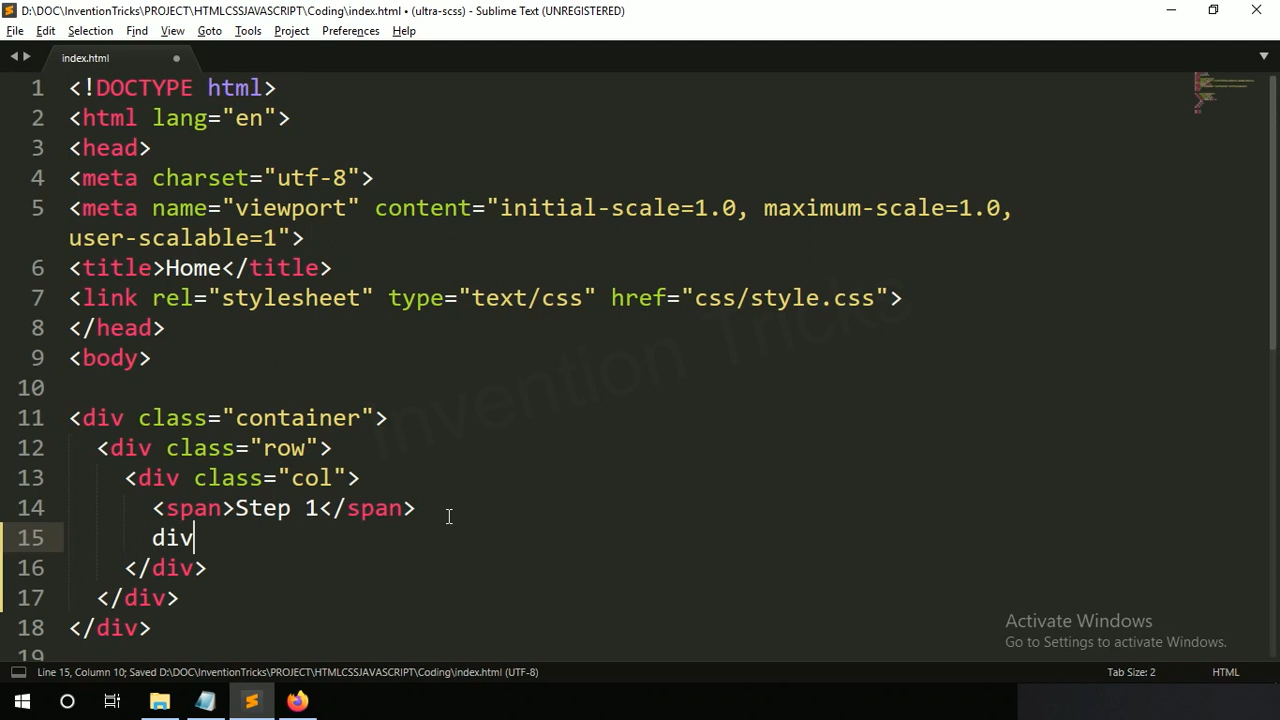 D:\DOC\InventionTricks\PROJECT\HTMLCSSJAVASCRIPT\Coding\index.html • (ultra-scss) - Sublime Text (UNREGISTERED)
File Edit Selection Find View Goto Tools Project Preferences Help
index.html
1 <!DOCTYPE html>
2 <html lang="en">
3 <head>
4 <meta charset="utf-8">
5 <meta name="viewport" content="initial-scale=1.0, maximum-scale=1.0,
user-scalable=1">
6 <title>Home</title>
7 <link rel="stylesheet" type="text/css" href="css/style.css">
8 </head>
9 <body>
10
11 <div class="container">
12 <div class="row">
13 <div class="col">
14 <span>Step 1</span>
15 div
16 </div>
17 </div>
18 </div>
19
Invention Tricks
Activate Windows
Go to Settings to activate Windows.
Line 15, Column 10; Saved D:\DOC\InventionTricks\PROJECT\HTMLCSSJAVASCRIPT\Coding\index.html (UTF-8) Tab Size: 2 HTML